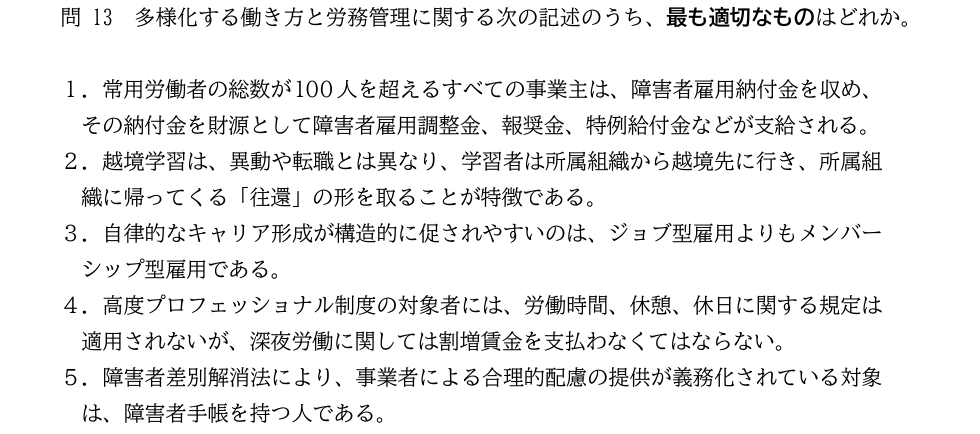 問 13　多様化する働き方と労務管理に関する次の記述のうち、最も適切なものはどれか。
１．常用労働者の総数が100人を超えるすべての事業主は、障害者雇用納付金を収め、
その納付金を財源として障害者雇用調整金、報奨金、特例給付金などが支給される。
２．越境学習は、異動や転職とは異なり、学習者は所属組織から越境先に行き、所属組
織に帰ってくる「往還」の形を取ることが特徴である。
３．自律的なキャリア形成が構造的に促されやすいのは、ジョブ型雇用よりもメンバー
シップ型雇用である。
４．高度プロフェッショナル制度の対象者には、労働時間、休憩、休日に関する規定は
適用されないが、深夜労働に関しては割増賃金を支払わなくてはならない。
５．障害者差別解消法により、事業者による合理的配慮の提供が義務化されている対象
は、障害者手帳を持つ人である。